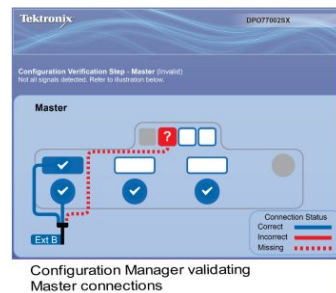 Tektronix
DPO77002SX
Configuration Verification Step - Master (Invalid)
Not all signals detected. Refer to illustration below.
Master
?
Ext B
Connection Status
Correct
Incorrect
Missing
Configuration Manager validating
Master connections